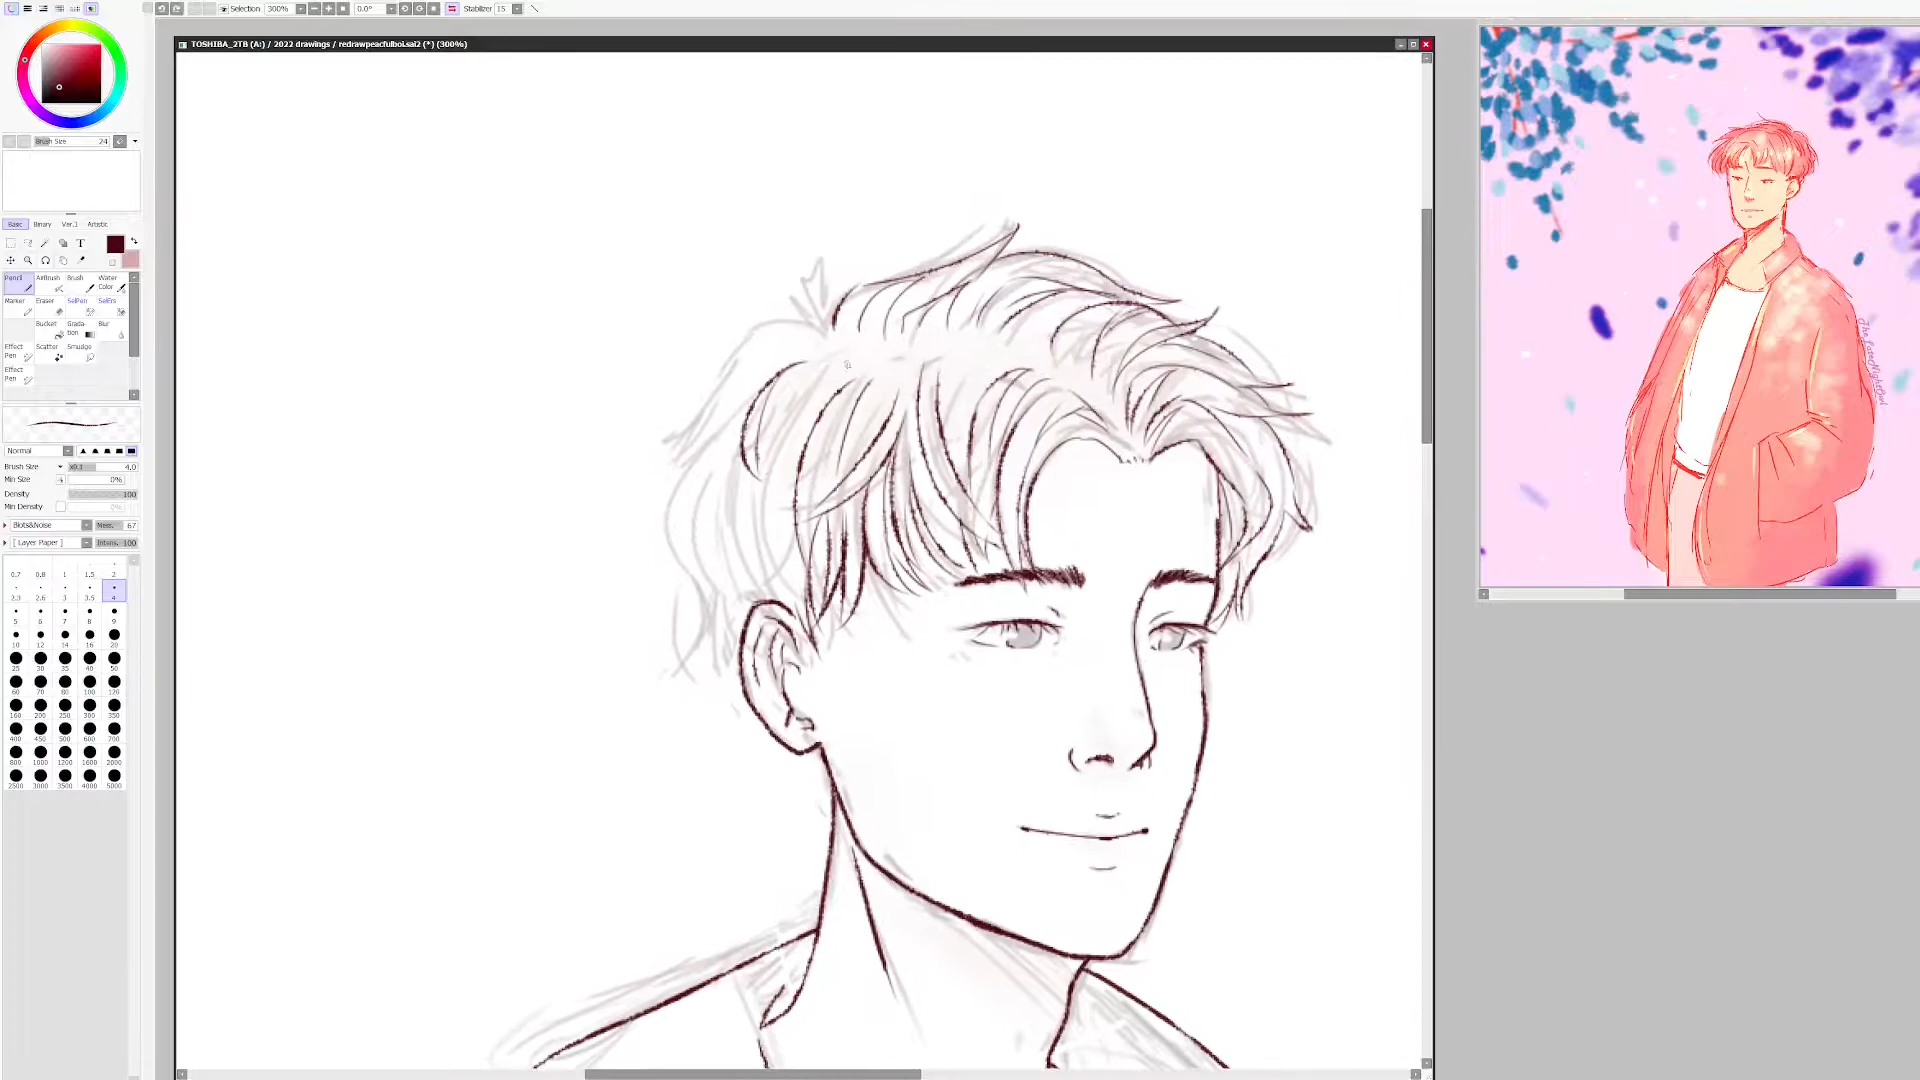 Selection 300% 0.0° Stabilizer 15
TOSHIBA_2TB (A:) / 2022 drawings / redrawpeacfulboi.sai2 (*) (300%)
Brush Size 24
Basic Binary Ver.1 Artistic
T
Pencil AirBrush Brush Water Color
Marker Eraser SelPen SelErs
Bucket Gradation Blur
Effect Pen Scatter Smudge
Effect Pen
Normal
Brush Size x0.1 4.0
Min Size 0%
Density 100
Min Density
Blots&Noise 67
[ Layer Paper ] Intens. 100
0.7 0.8 1 1.5 2
2.3 2.6 3 3.5 4
5 6 7 8 9
10 12 14 16 20
25 30 35 40 50
60 70 80 100 120
160 200 250 300 350
400 450 500 600 700
800 1000 1200 1600 2000
2500 3000 3500 4000 5000
TheLateNightOwl